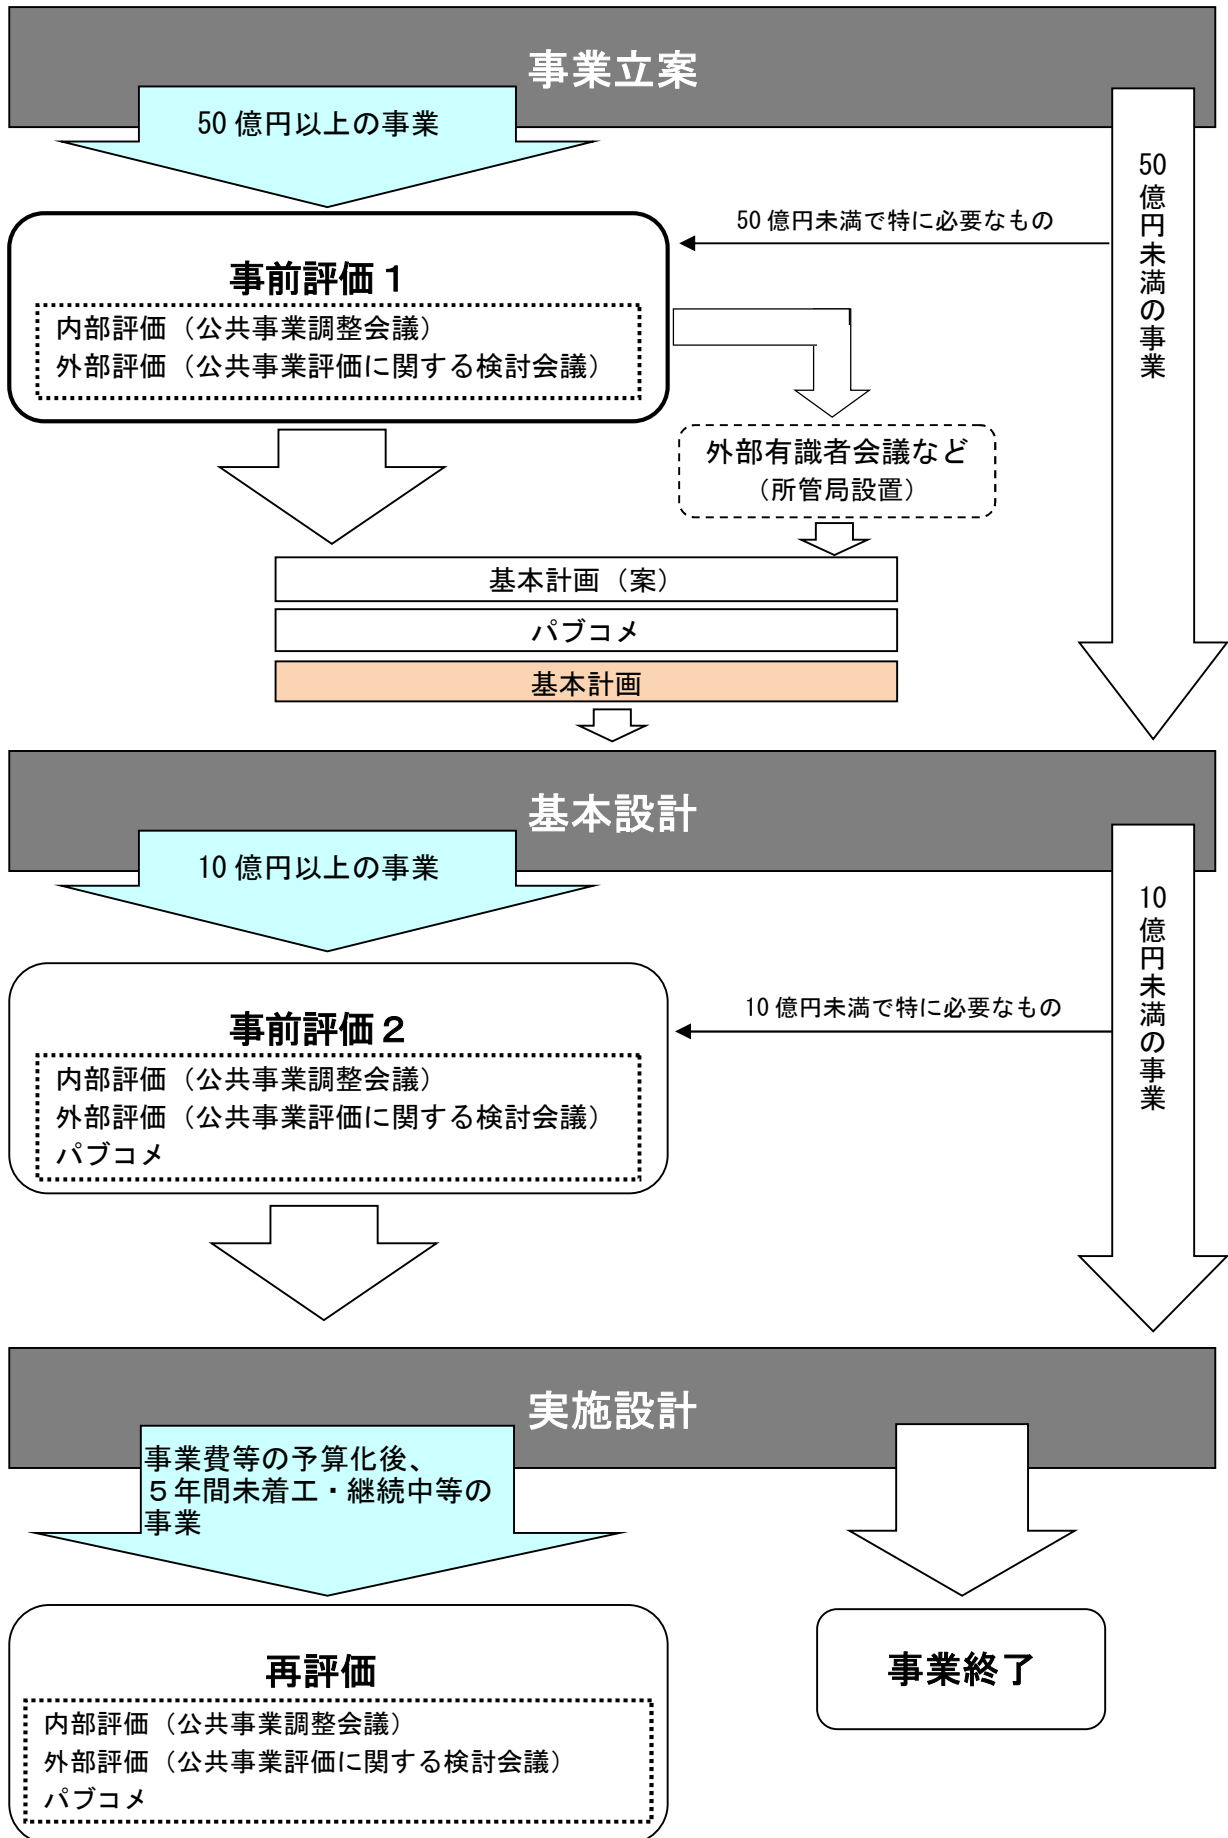 事業立案
50 億円以上の事業
50億円未満の事業
50 億円未満で特に必要なもの
事前評価１
内部評価（公共事業調整会議）
外部評価（公共事業評価に関する検討会議）
外部有識者会議など
（所管局設置）
基本計画（案）
パブコメ
基本計画
基本設計
10 億円以上の事業
10億円未満の事業
10 億円未満で特に必要なもの
事前評価２
内部評価（公共事業調整会議）
外部評価（公共事業評価に関する検討会議）
パブコメ
実施設計
事業費等の予算化後、
５年間未着工・継続中等の
事業
再評価
内部評価（公共事業調整会議）
外部評価（公共事業評価に関する検討会議）
パブコメ
事業終了